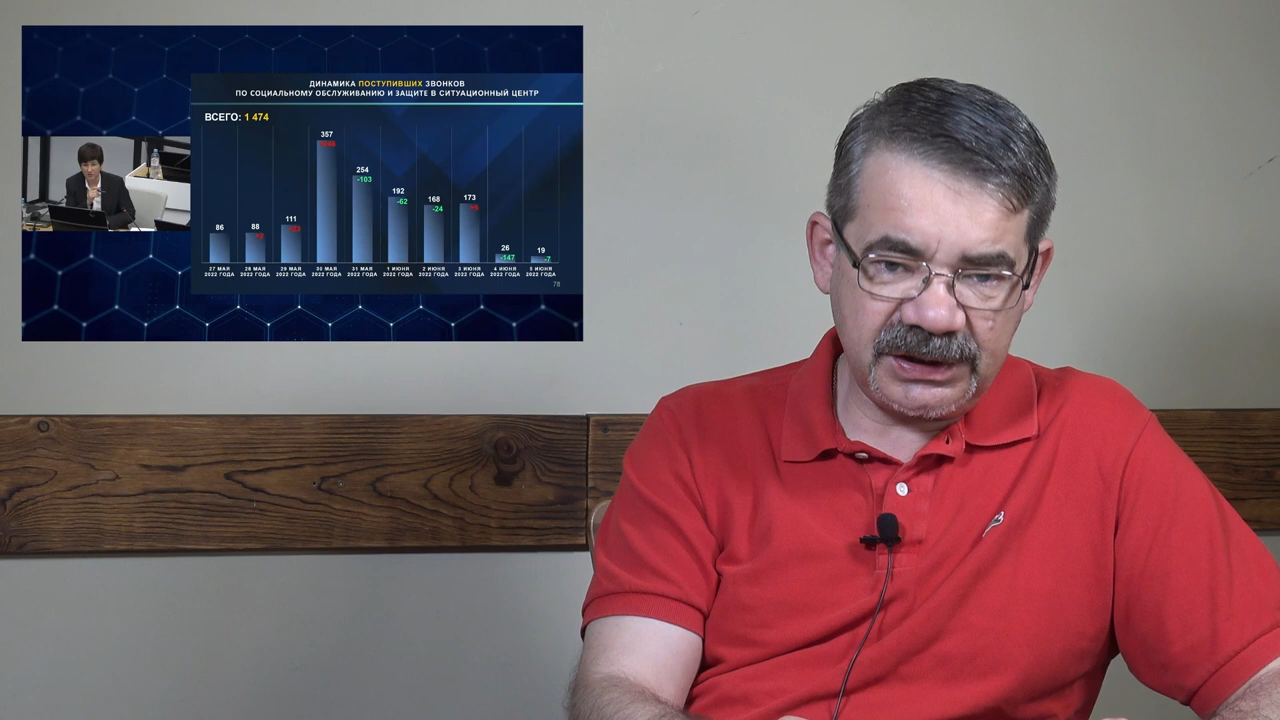 ДИНАМИКА ПОСТУПИВШИХ ЗВОНКОВ
ПО СОЦИАЛЬНОМУ ОБСЛУЖИВАНИЮ И ЗАЩИТЕ В СИТУАЦИОННЫЙ ЦЕНТР
ВСЕГО: 1 474
86 88 111 357 254 192 168 173 26 19
-103 -62 -24 -147 -7
27 МАЯ 28 МАЯ 29 МАЯ 30 МАЯ 31 МАЯ 1 ИЮНЯ 2 ИЮНЯ 3 ИЮНЯ 4 ИЮНЯ 5 ИЮНЯ
2022 ГОДА 2022 ГОДА 2022 ГОДА 2022 ГОДА 2022 ГОДА 2022 ГОДА 2022 ГОДА 2022 ГОДА 2022 ГОДА 2022 ГОДА
78